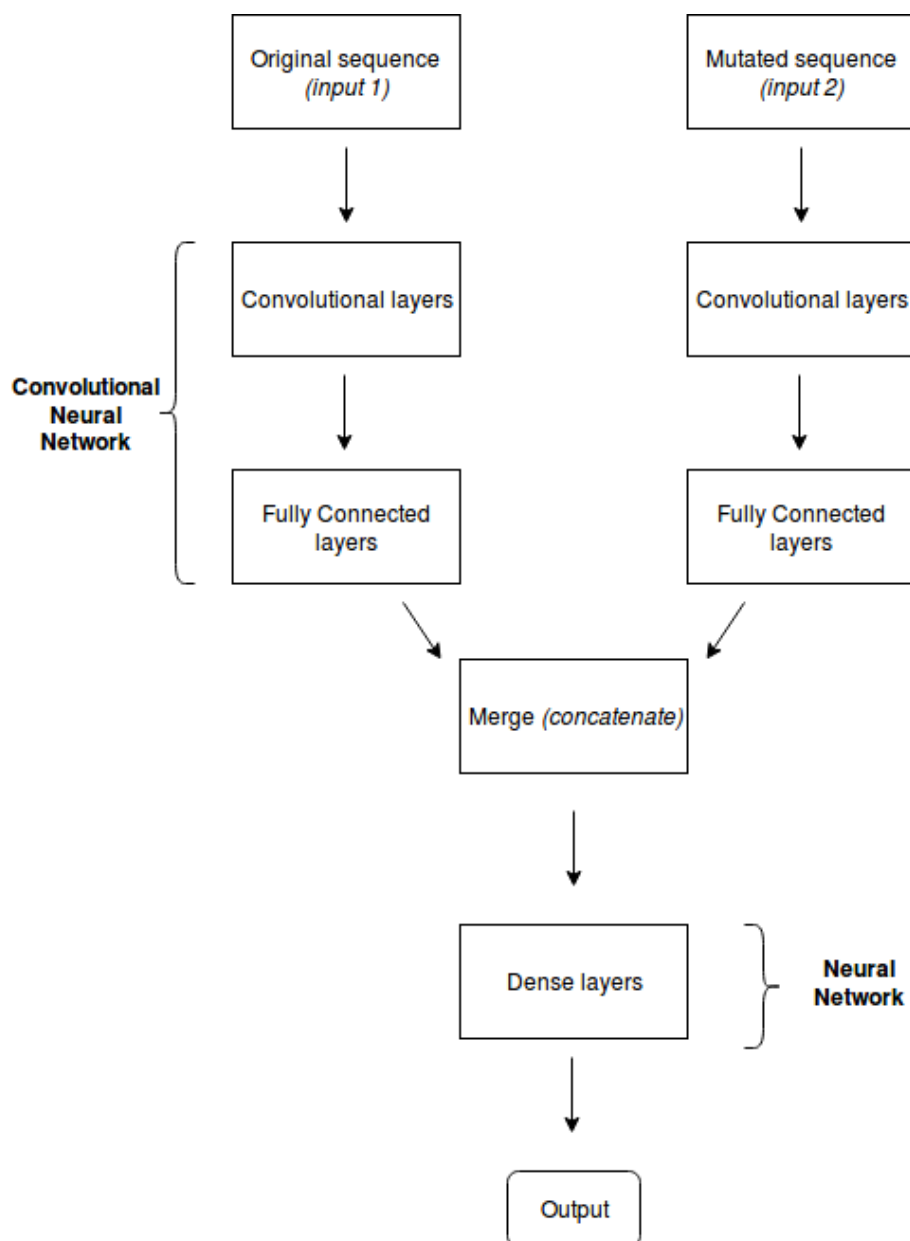 Original sequence
(input 1)
Mutated sequence
(input 2)
Convolutional layers
Convolutional layers
Convolutional
Neural
Network
Fully Connected
layers
Fully Connected
layers
Merge (concatenate)
Dense layers
Neural
Network
Output